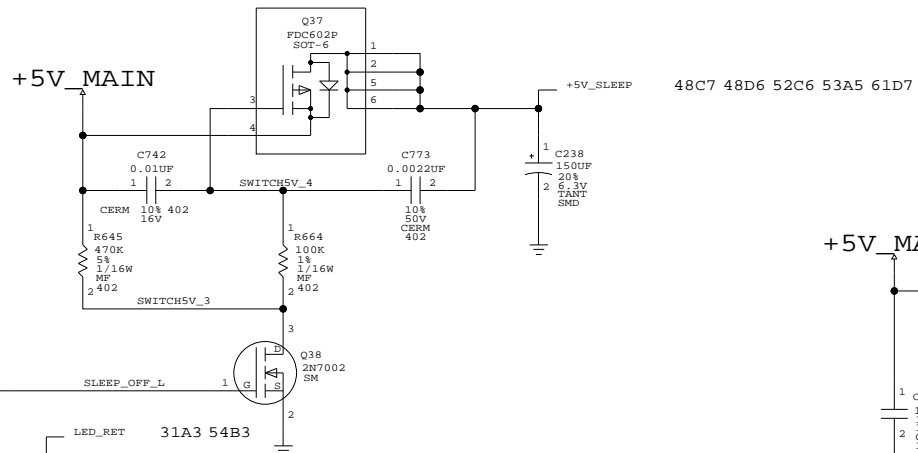 Q37
FDC602P
SOT-6
+5V_MAIN
1
2
5
6
3
4
+5V_SLEEP
48C7 48D6 52C6 53A5 61D7
C742
0.01UF
1 2
CERM 10% 402
16V
SWITCH5V_4
C773
0.0022UF
1 2
10%
50V
CERM
402
+
1
C238
150UF
20%
2 6.3V
TANT
SMD
1
R645
470K
5%
1/16W
MF
2 402
1
R664
100K
1%
1/16W
MF
2 402
SWITCH5V_3
3
D
Q38
2N7002
SM
SLEEP_OFF_L
1 G S
2
LED_RET
31A3 54B3
+5V_MA
1 C
1
2